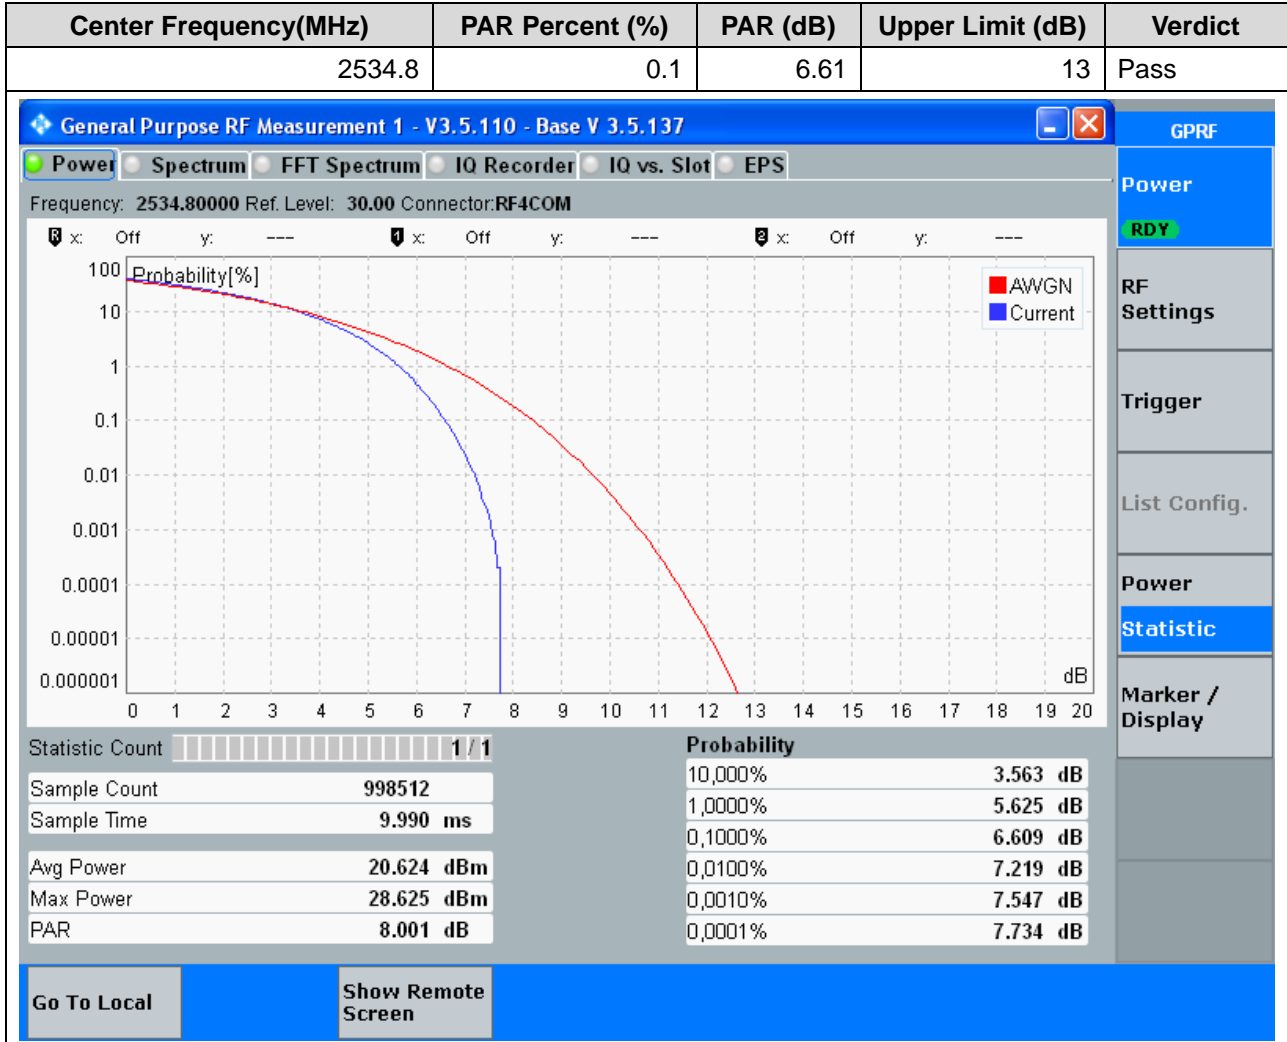 Center Frequency(MHz) PAR Percent (%) PAR (dB) Upper Limit (dB) Verdict
2534.8 0.1 6.61 13 Pass
General Purpose RF Measurement 1 - V3.5.110 - Base V 3.5.137
GPRF
Power Spectrum FFT Spectrum IQ Recorder IQ vs. Slot EPS
Power
RDY
Frequency: 2534.80000 Ref. Level: 30.00 Connector:RF4COM
R x: Off y: --- 1 x: Off y: --- 2 x: Off y: ---
100 Probability[%]
AWGN
Current
10
1
0.1
0.01
0.001
0.0001
0.00001
0.000001
dB
0 1 2 3 4 5 6 7 8 9 10 11 12 13 14 15 16 17 18 19 20
RF
Settings
Trigger
List Config.
Power
Statistic
Marker /
Display
Statistic Count 1 / 1
Sample Count 998512
Sample Time 9.990 ms
Avg Power 20.624 dBm
Max Power 28.625 dBm
PAR 8.001 dB
Probability
10,000% 3.563 dB
1,0000% 5.625 dB
0,1000% 6.609 dB
0,0100% 7.219 dB
0,0010% 7.547 dB
0,0001% 7.734 dB
Go To Local
Show Remote
Screen